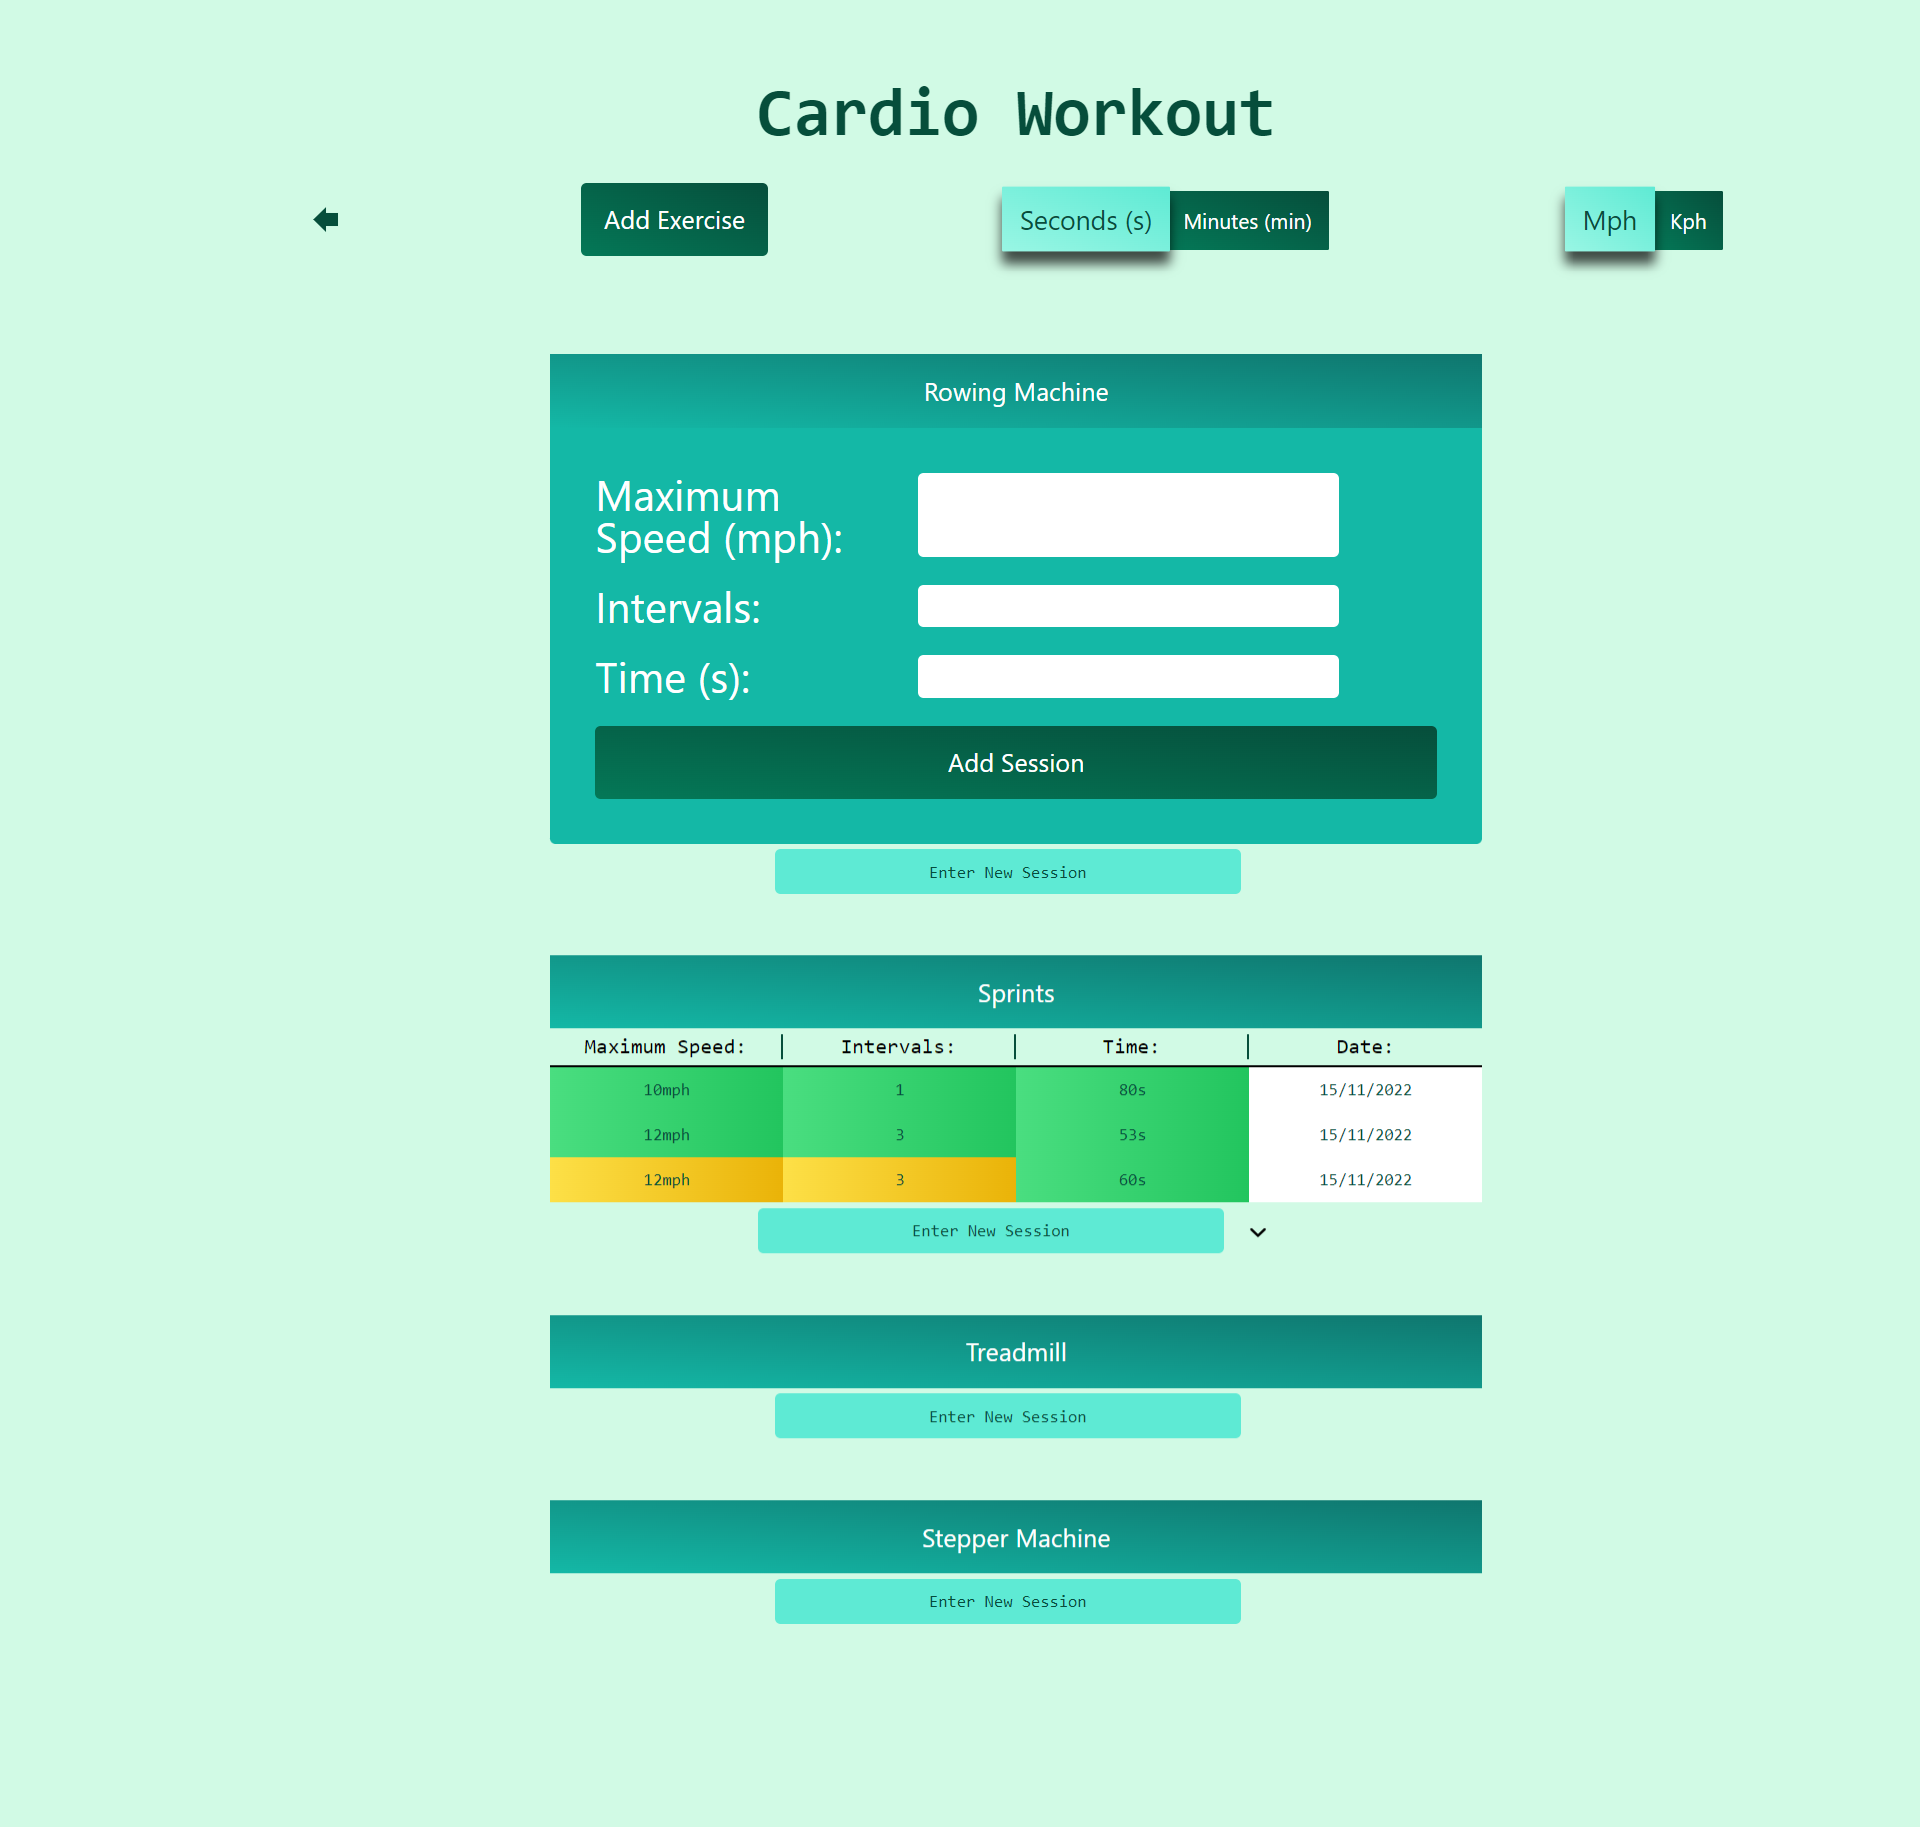 Cardio Workout
Add Exercise
Seconds (s) Minutes (min)
Mph Kph
Rowing Machine
Maximum
Speed (mph):
Intervals:
Time (s):
Add Session
Enter New Session
Sprints
Maximum Speed: Intervals: Time: Date:
10mph 1 80s 15/11/2022
12mph 3 53s 15/11/2022
12mph 3 60s 15/11/2022
Enter New Session
Treadmill
Enter New Session
Stepper Machine
Enter New Session